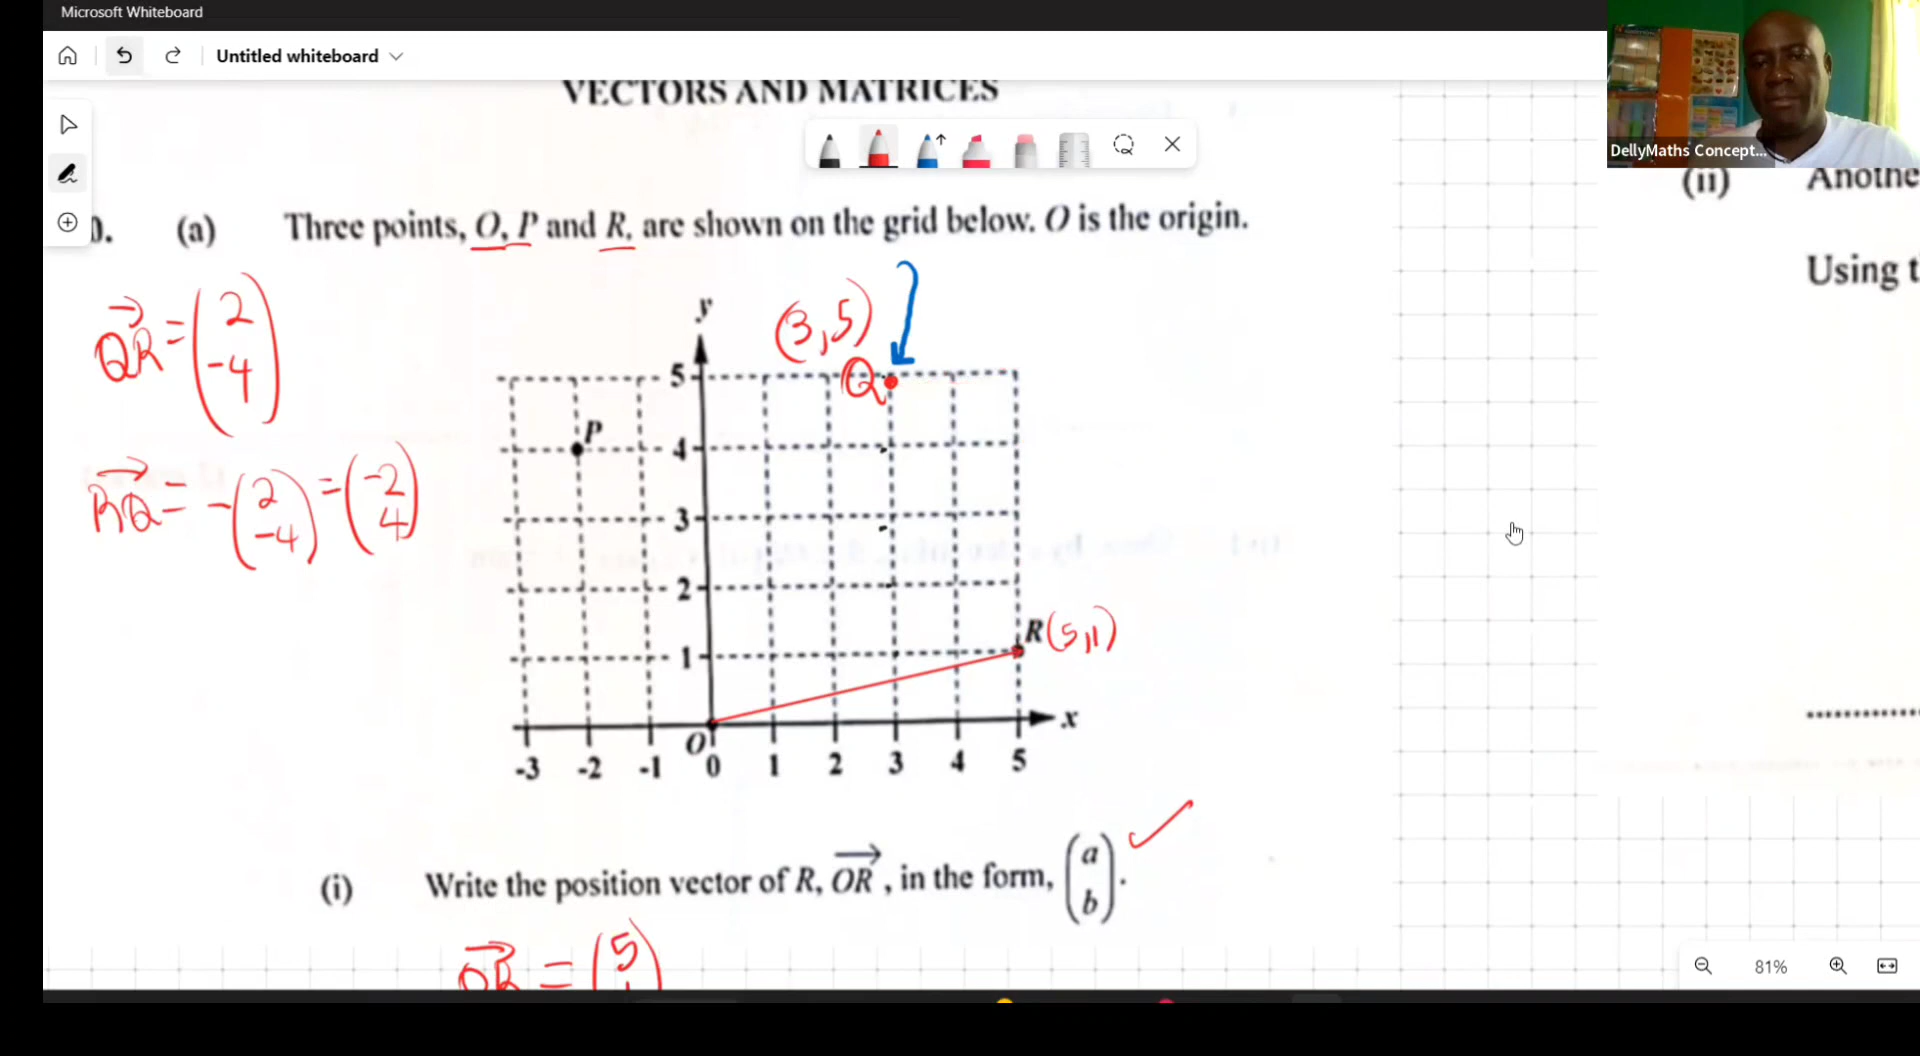 Microsoft Whiteboard
Untitled whiteboard
VECTORS AND MATRICES
DellyMaths Concept...
(ii) Anothe
0. (a) Three points, O, P and R, are shown on the grid below. O is the origin.
Using t
QR = (2 -4)
RQ = -(2 -4) = (-2 4)
(3,5)
y
Q
5
P
4
3
2
R (5,1)
1
x
O
-3 -2 -1 0 1 2 3 4 5
(i) Write the position vector of R, OR, in the form, (a b).
OR = (5
81%